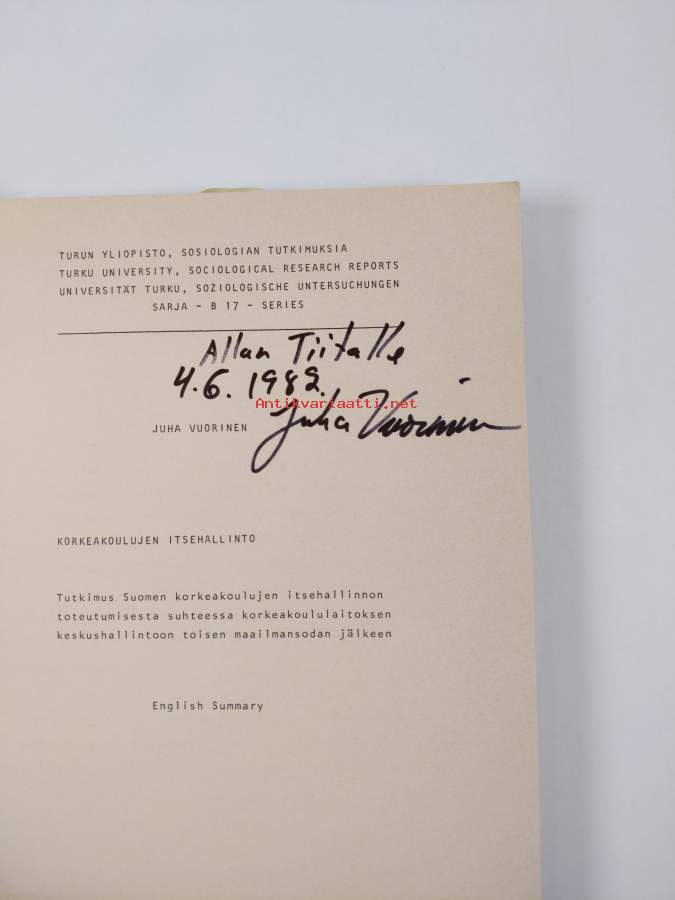 TURUN YLIOPISTO, SOSIOLOGIAN TUTKIMUKSIA
TURKU UNIVERSITY, SOCIOLOGICAL RESEARCH REPORTS
UNIVERSITÄT TURKU, SOZIOLOGISCHE UNTERSUCHUNGEN
SARJA - B 17 - SERIES
Allan Tiitalle
4.6.1982.
Antikvariaatti.net
JUHA VUORINEN
Juha Vuorinen
KORKEAKOULUJEN ITSEHALLINTO
Tutkimus Suomen korkeakoulujen itsehallinnon
toteutumisesta suhteessa korkeakoululaitoksen
keskushallintoon toisen maailmansodan jälkeen
English Summary